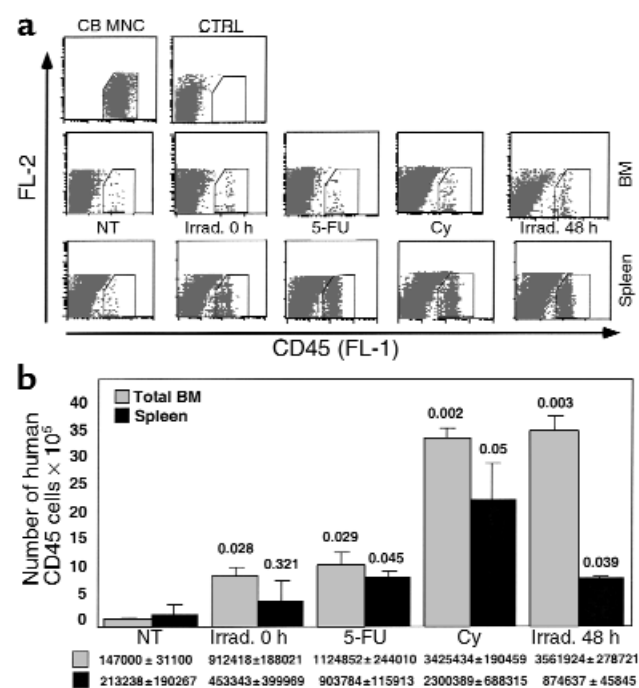 a
CB MNC CTRL
FL-2
BM
NT Irrad. 0 h 5-FU Cy Irrad. 48 h
Spleen
CD45 (FL-1)
b
Number of human
CD45 cells × 10⁵
40
35
30
25
20
15
10
5
0
Total BM
Spleen
0.028 0.321 0.029 0.045 0.002 0.05 0.003 0.039
NT Irrad. 0 h 5-FU Cy Irrad. 48 h
147000 ± 31100 912418±188021 1124852±244010 3425434±190459 3561924±278721
213238±190267 453343±399969 903784±115913 2300389±688315 874637±45845